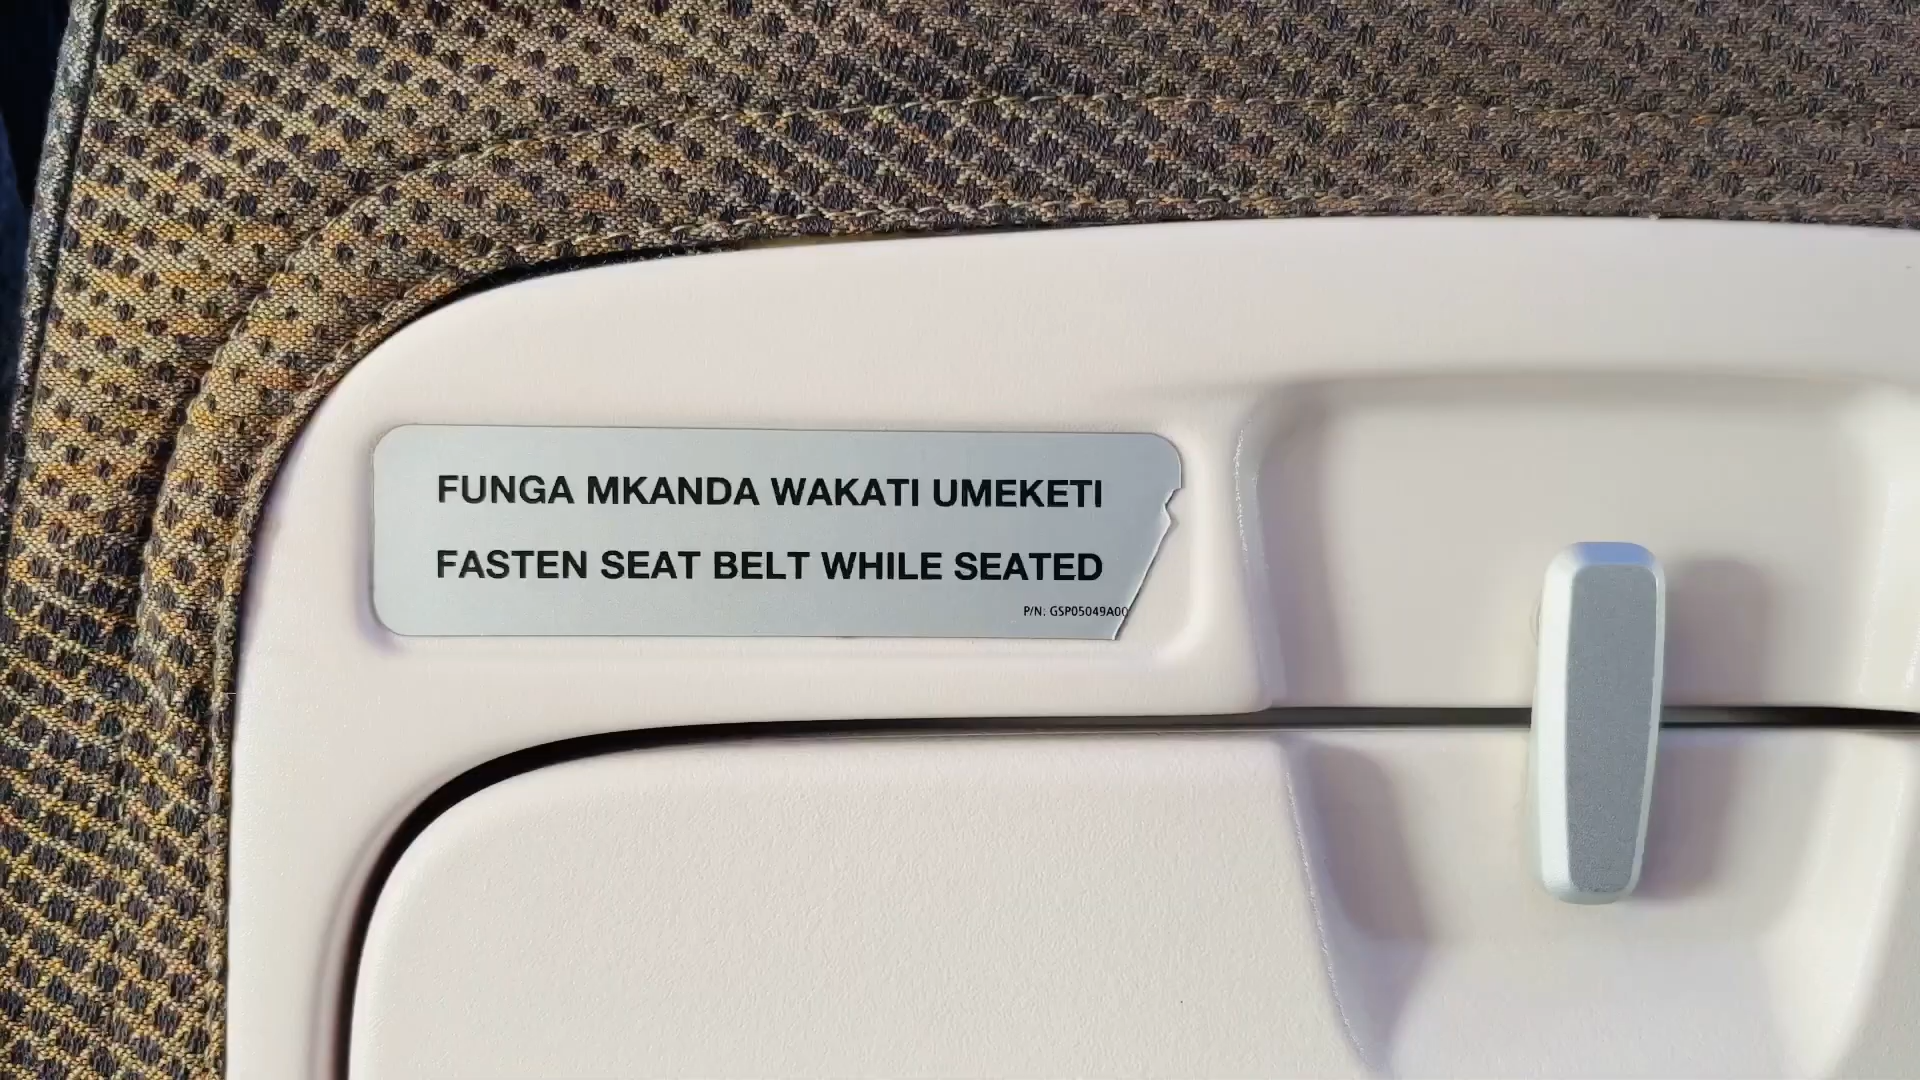 FUNGA MKANDA WAKATI UMEKETI
FASTEN SEAT BELT WHILE SEATED
P/N: GSP05049A00